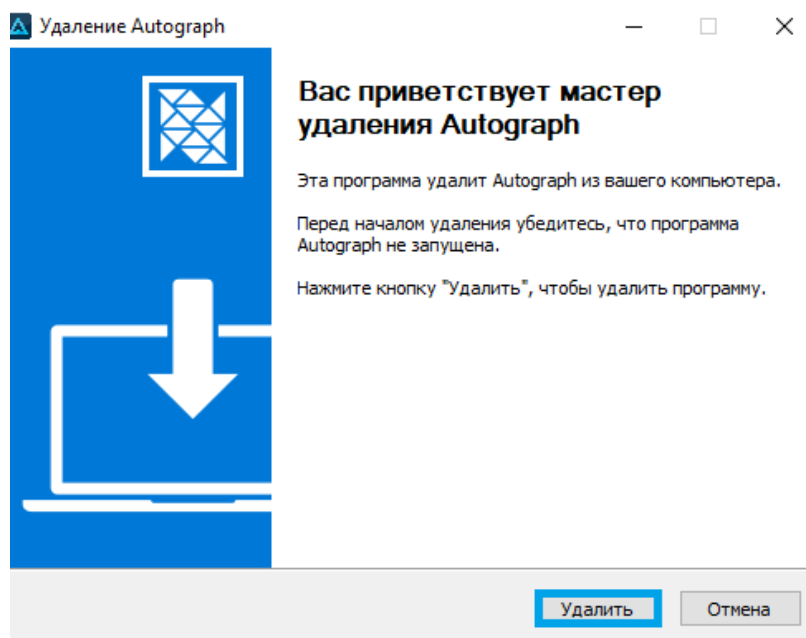 Удаление Autograph
Вас приветствует мастер
удаления Autograph
Эта программа удалит Autograph из вашего компьютера.
Перед началом удаления убедитесь, что программа
Autograph не запущена.
Нажмите кнопку "Удалить", чтобы удалить программу.
Удалить
Отмена